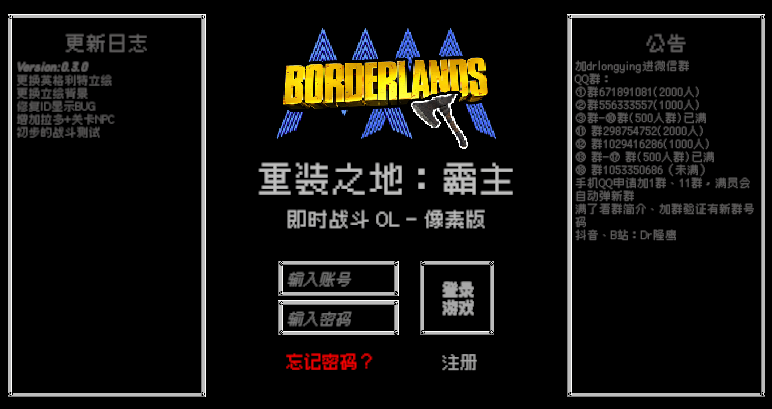 更新日志
Version:0.3.0
更换英格利特立绘
更换立绘背景
修复ID显示BUG
增加拉多+关卡NPC
初步的战斗测试
BORDERLANDS
重装之地：霸主
即时战斗 OL - 像素版
输入账号
输入密码
登录
游戏
忘记密码？
注册
公告
加drlongying进微信群
QQ群：
①群671891081(2000人)
②群556333557(1000人)
③群-⑩群(500人群)已满
⑪ 群298754752(2000人)
⑫ 群1029416286(1000人)
⑬ 群-⑰ 群(500人群)已满
⑱ 群1053350686 (未满)
手机QQ申请加1群、11群，满员会
自动弹新群
满了看群简介、加群验证有新群号
码
抖音、B站：Dr隆鹰